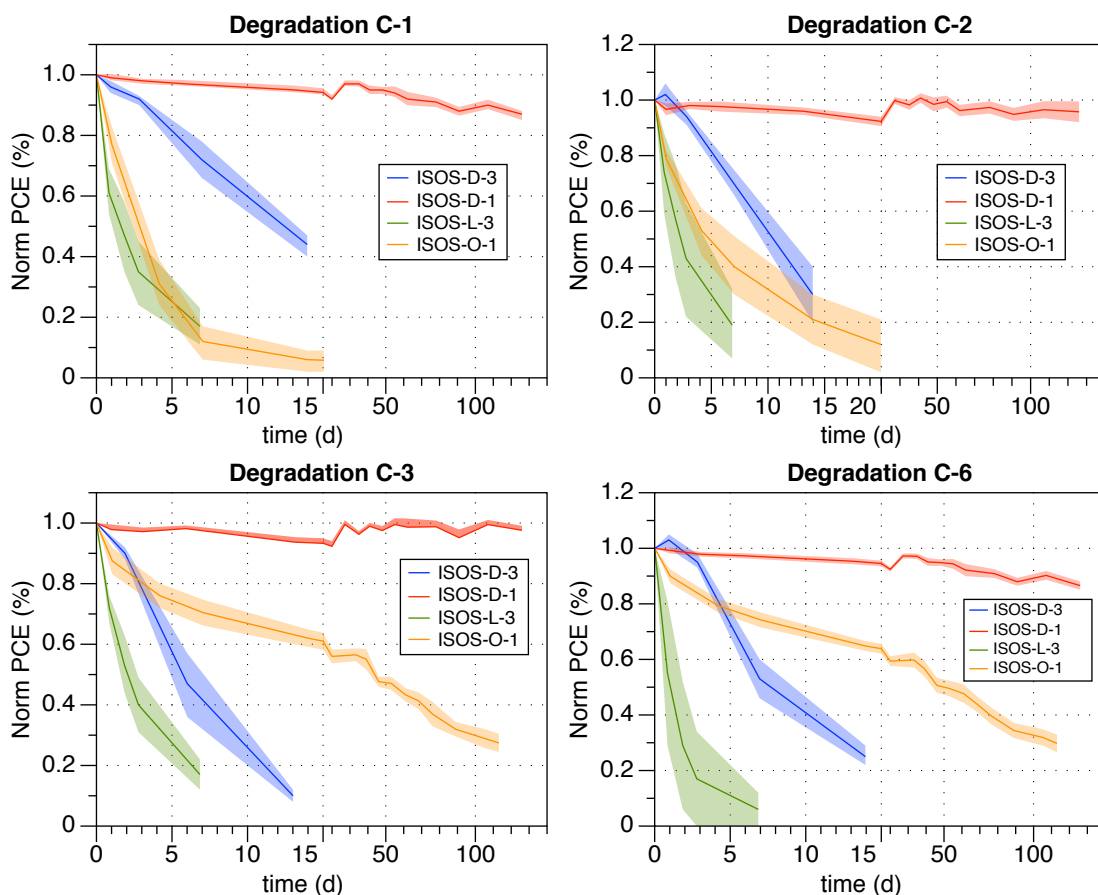 Degradation C-1
Norm PCE (%)
1.0
0.8
0.6
0.4
0.2
0
ISOS-D-3
ISOS-D-1
ISOS-L-3
ISOS-O-1
0 5 10 15 50 100
time (d)
Degradation C-2
Norm PCE (%)
1.2
1.0
0.8
0.6
0.4
0.2
0
ISOS-D-3
ISOS-D-1
ISOS-L-3
ISOS-O-1
0 5 10 15 20 50 100
time (d)
Degradation C-3
Norm PCE (%)
1.0
0.8
0.6
0.4
0.2
0
ISOS-D-3
ISOS-D-1
ISOS-L-3
ISOS-O-1
0 5 10 15 50 100
time (d)
Degradation C-6
Norm PCE (%)
1.2
1.0
0.8
0.6
0.4
0.2
0
ISOS-D-3
ISOS-D-1
ISOS-L-3
ISOS-O-1
0 5 10 15 50 100
time (d)